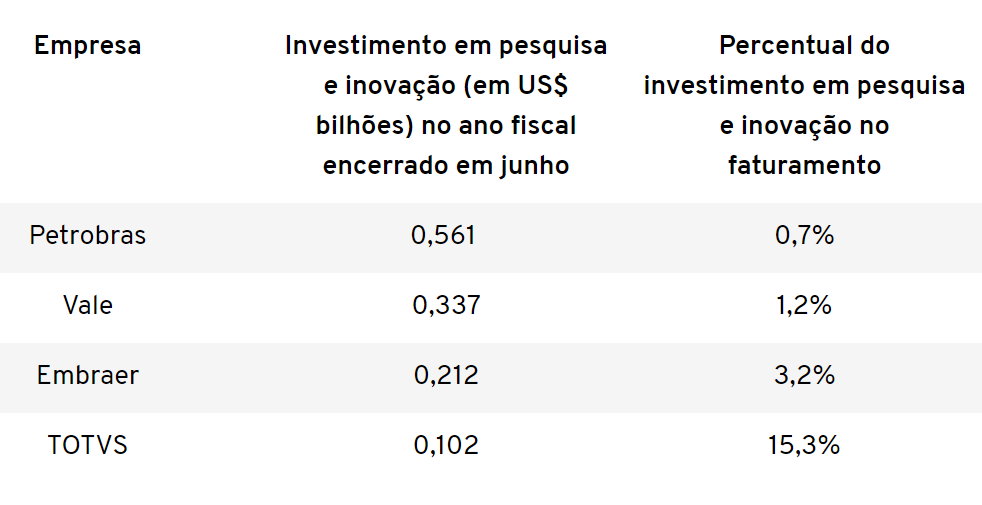 Empresa
Investimento em pesquisa
e inovação (em US$
bilhões) no ano fiscal
encerrado em junho
Percentual do
investimento em pesquisa
e inovação no
faturamento
Petrobras 0,561 0,7%
Vale 0,337 1,2%
Embraer 0,212 3,2%
TOTVS 0,102 15,3%